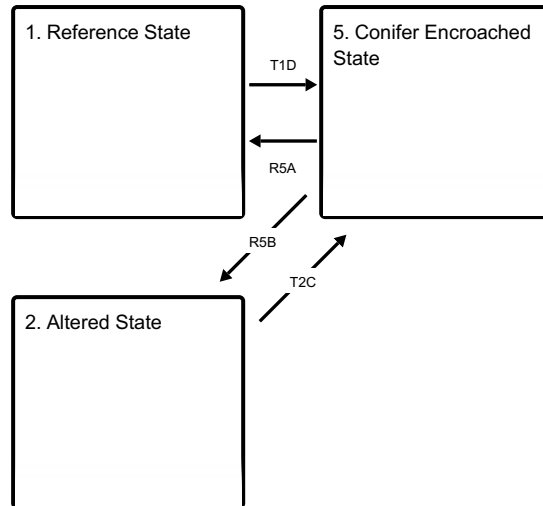 1. Reference State
5. Conifer Encroached
State
T1D
R5A
R5B
T2C
2. Altered State